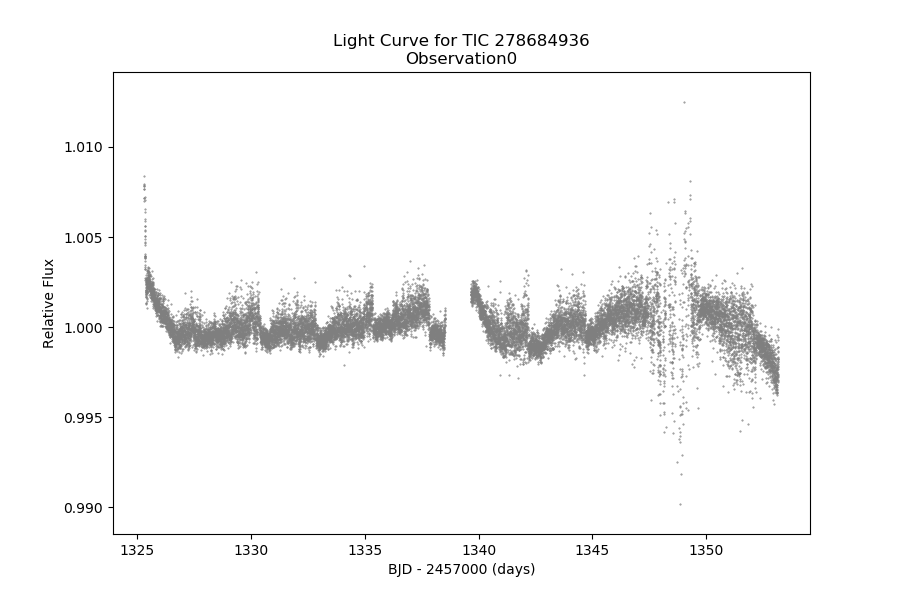 Light Curve for TIC 278684936
Observation0
1.010
1.005
1.000
0.995
0.990
Relative Flux
1325
1330
1335
1340
1345
1350
BJD - 2457000 (days)